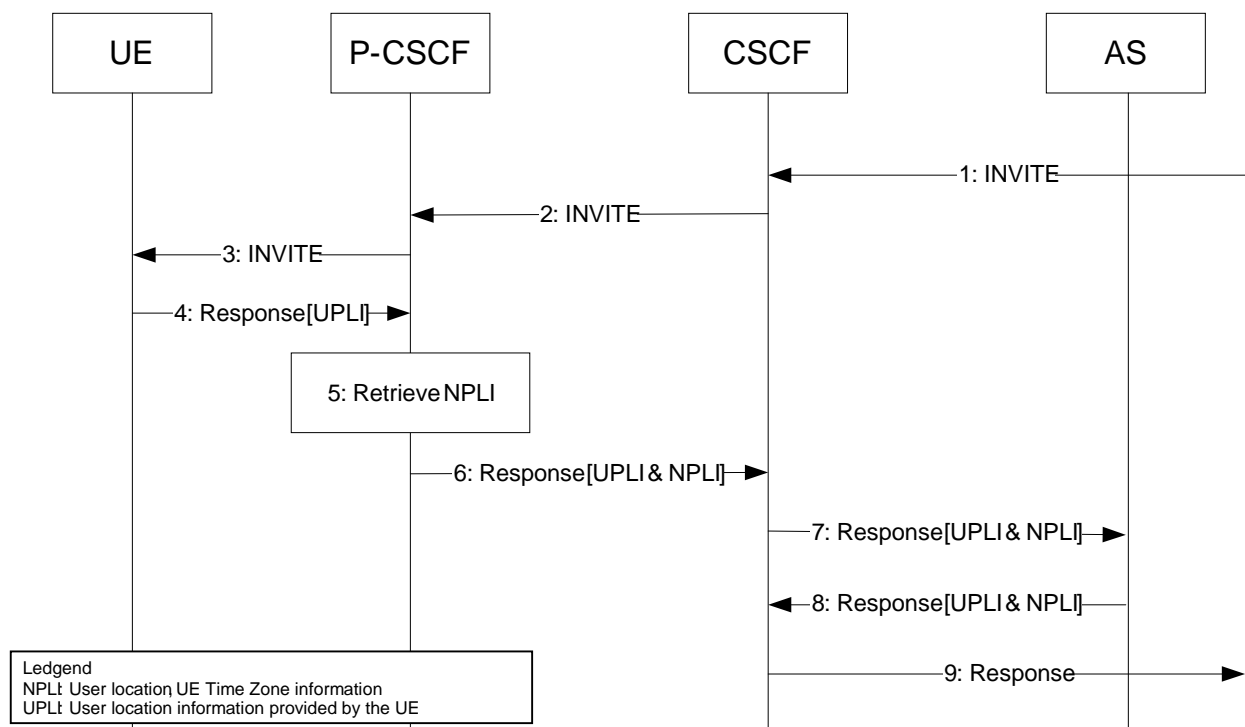 UE
P-CSCF
CSCF
AS
1: INVITE
2: INVITE
3: INVITE
4: Response[UPLI]
5: Retrieve NPLI
6: Response[UPLI & NPLI]
7: Response[UPLI & NPLI]
8: Response[UPLI & NPLI]
9: Response
Ledgend
NPLI: User location, UE Time Zone information
UPLI: User location information provided by the UE